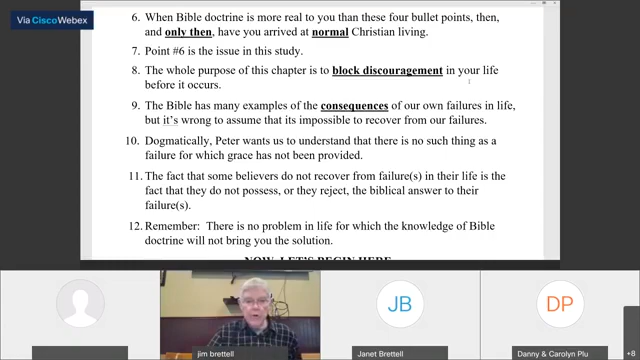 Via Cisco Webex
6. When Bible doctrine is more real to you than these four bullet points, then,
and only then, have you arrived at normal Christian living.
7. Point #6 is the issue in this study.
8. The whole purpose of this chapter is to block discouragement in your life
before it occurs.
9. The Bible has many examples of the consequences of our own failures in life,
but it's wrong to assume that its impossible to recover from our failures.
10. Dogmatically, Peter wants us to understand that there is no such thing as a
failure for which grace has not been provided.
11. The fact that some believers do not recover from failure(s) in their life is the
fact that they do not possess, or they reject, the biblical answer to their
failure(s).
12. Remember: There is no problem in life for which the knowledge of Bible
doctrine will not bring you the solution.
NOW, LET'S BEGIN HERE
JB
DP
jim brettell
Janet Brettell
Danny & Carolyn Plu
+8